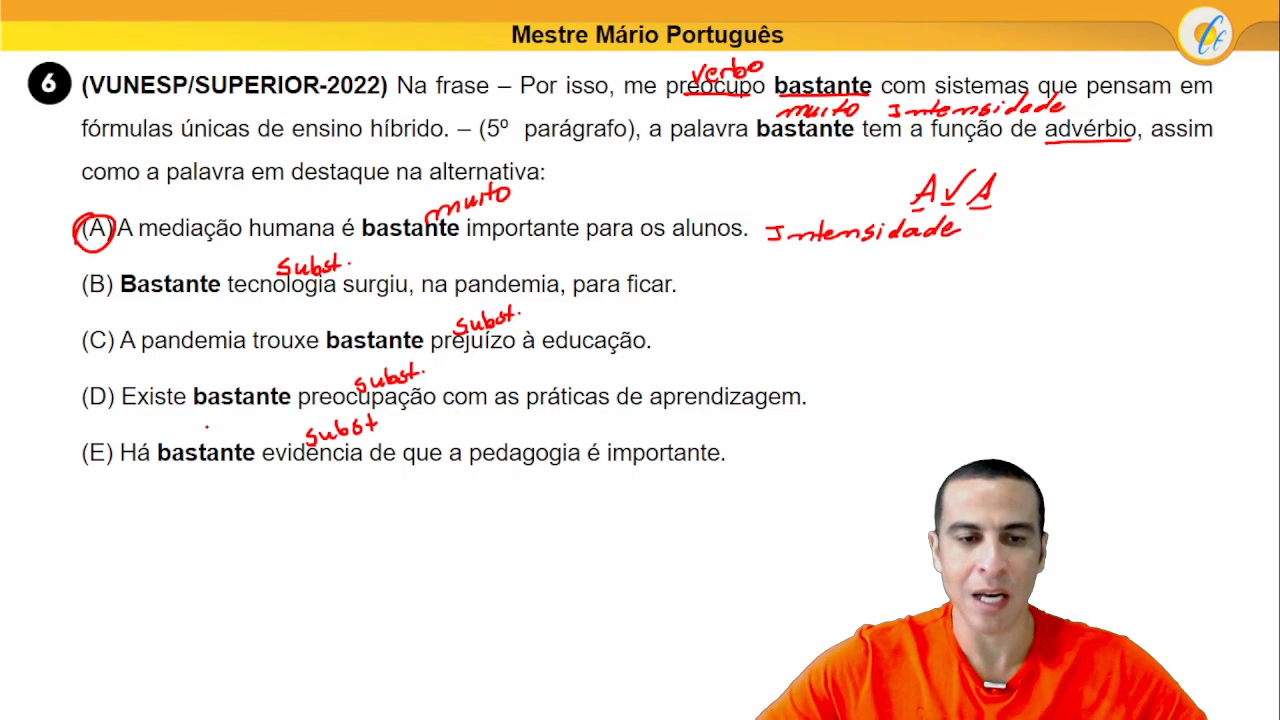 Mestre Mário Português
verbo
6 (VUNESP/SUPERIOR-2022) Na frase – Por isso, me preocupo bastante com sistemas que pensam em
muito Intensidade
fórmulas únicas de ensino híbrido. – (5º parágrafo), a palavra bastante tem a função de advérbio, assim
como a palavra em destaque na alternativa:
muito
A V A
(A) A mediação humana é bastante importante para os alunos. Intensidade
subst.
(B) Bastante tecnologia surgiu, na pandemia, para ficar.
subst.
(C) A pandemia trouxe bastante prejuízo à educação.
subst.
(D) Existe bastante preocupação com as práticas de aprendizagem.
subst
(E) Há bastante evidência de que a pedagogia é importante.